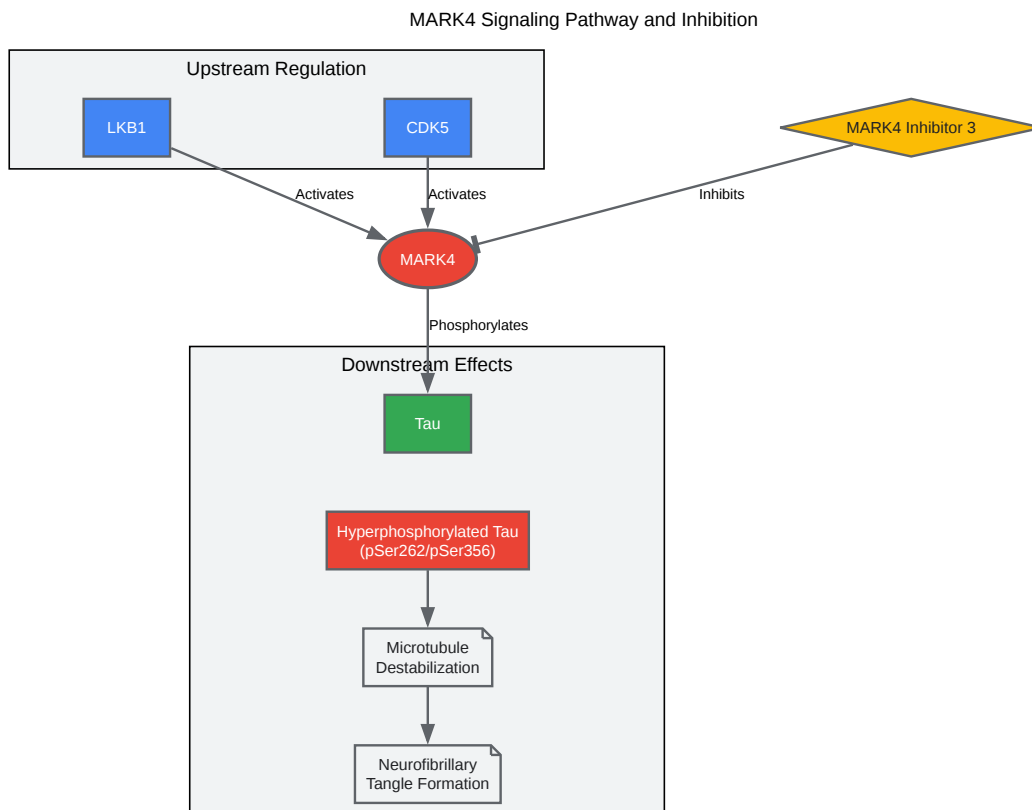 MARK4 Signaling Pathway and Inhibition
Upstream Regulation
LKB1
CDK5
MARK4 Inhibitor 3
Activates
Activates
Inhibits
MARK4
Phosphorylates
Downstream Effects
Tau
Hyperphosphorylated Tau
(pSer262/pSer356)
Microtubule
Destabilization
Neurofibrillary
Tangle Formation